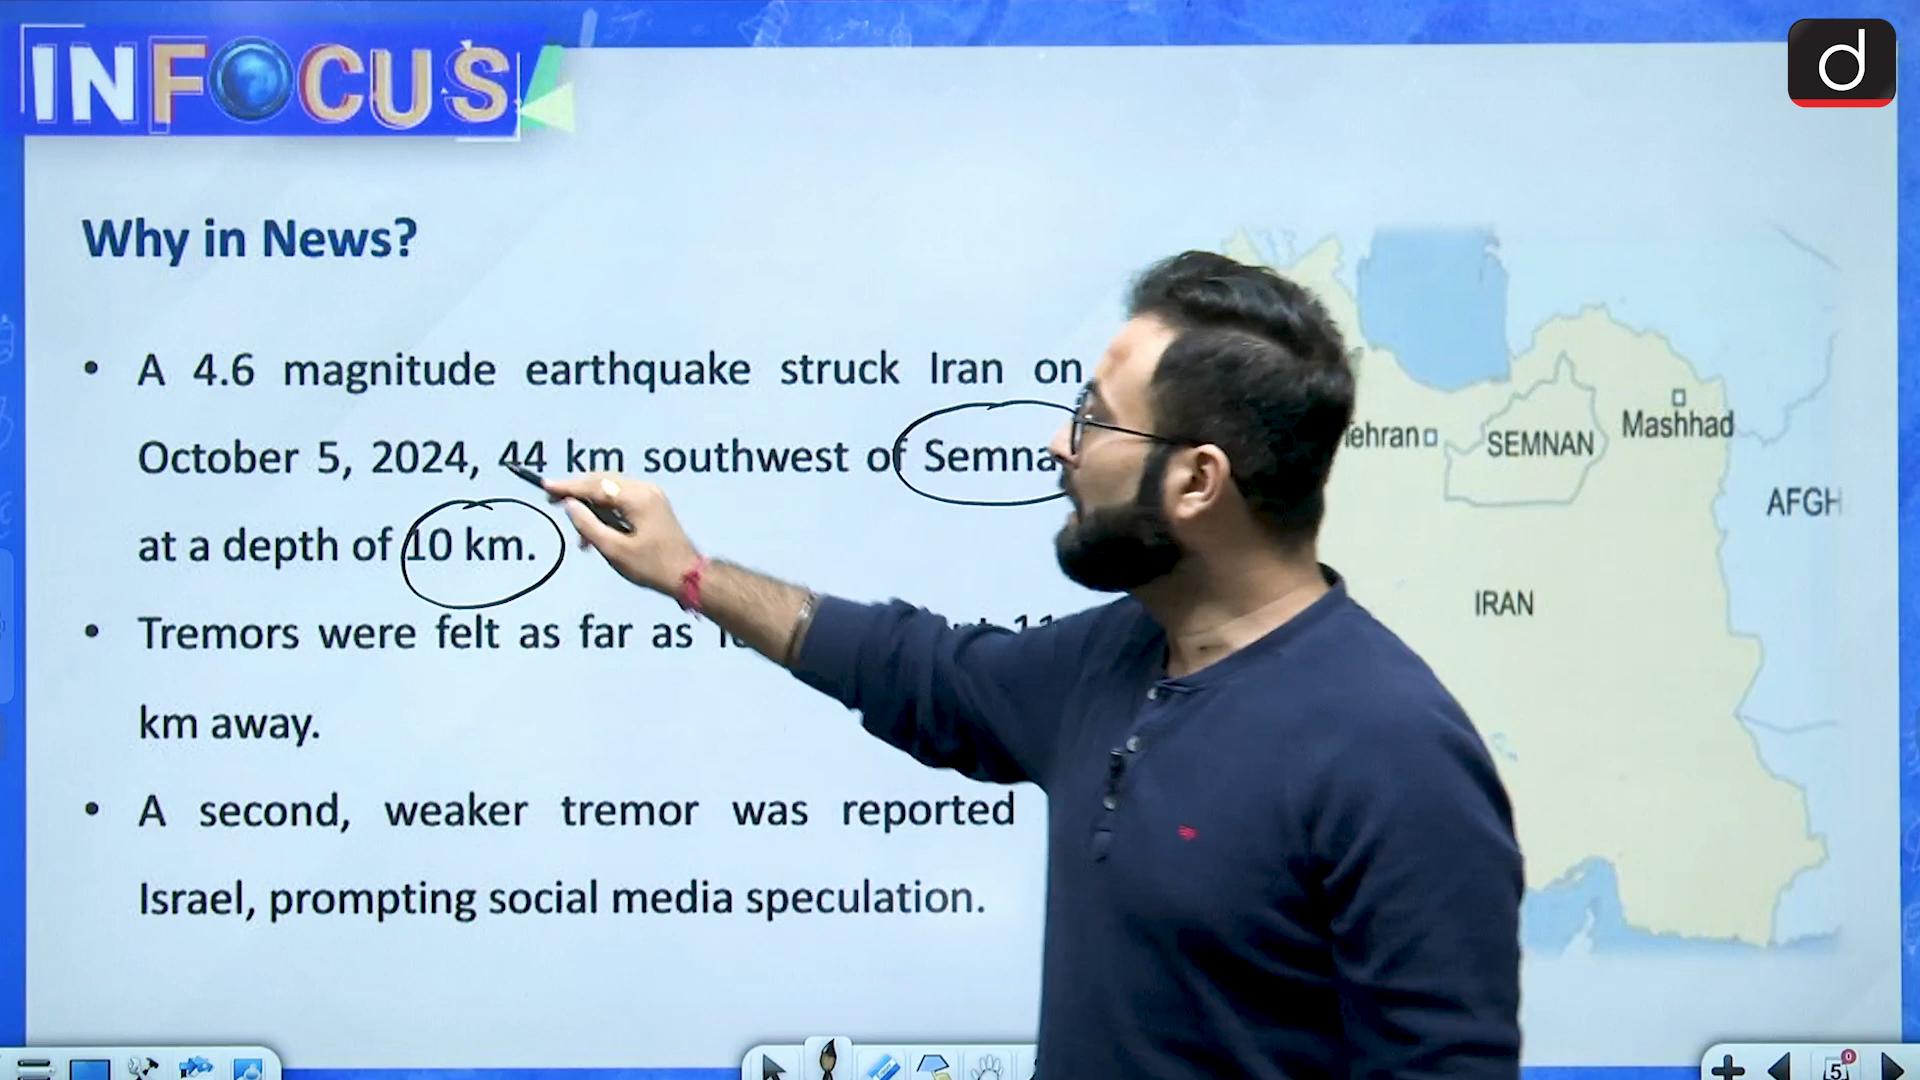 INFOCUS
d
Why in News?
• A 4.6 magnitude earthquake struck Iran on
October 5, 2024, 44 km southwest of
at a depth of 10 km.
• Tremors were felt as far as
km away.
• A second, weaker tremor was reported
Israel, prompting social media speculation.
SEMNAN
Mashhad
IRAN
5
0